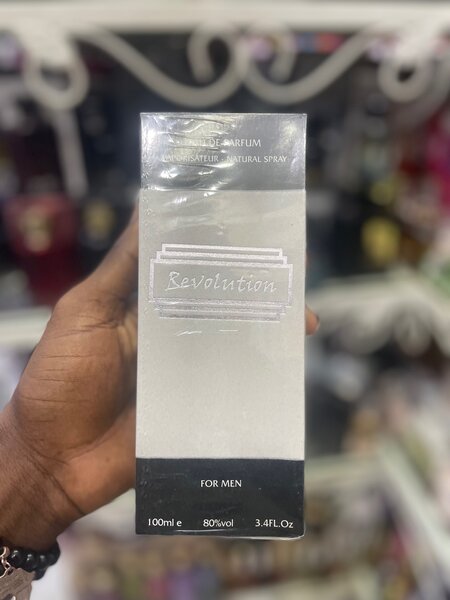 DE PARFUM
VAPORISATEUR - NATURAL SPRAY
Revolution
FOR MEN
100ml e 80%vol 3.4FL.Oz